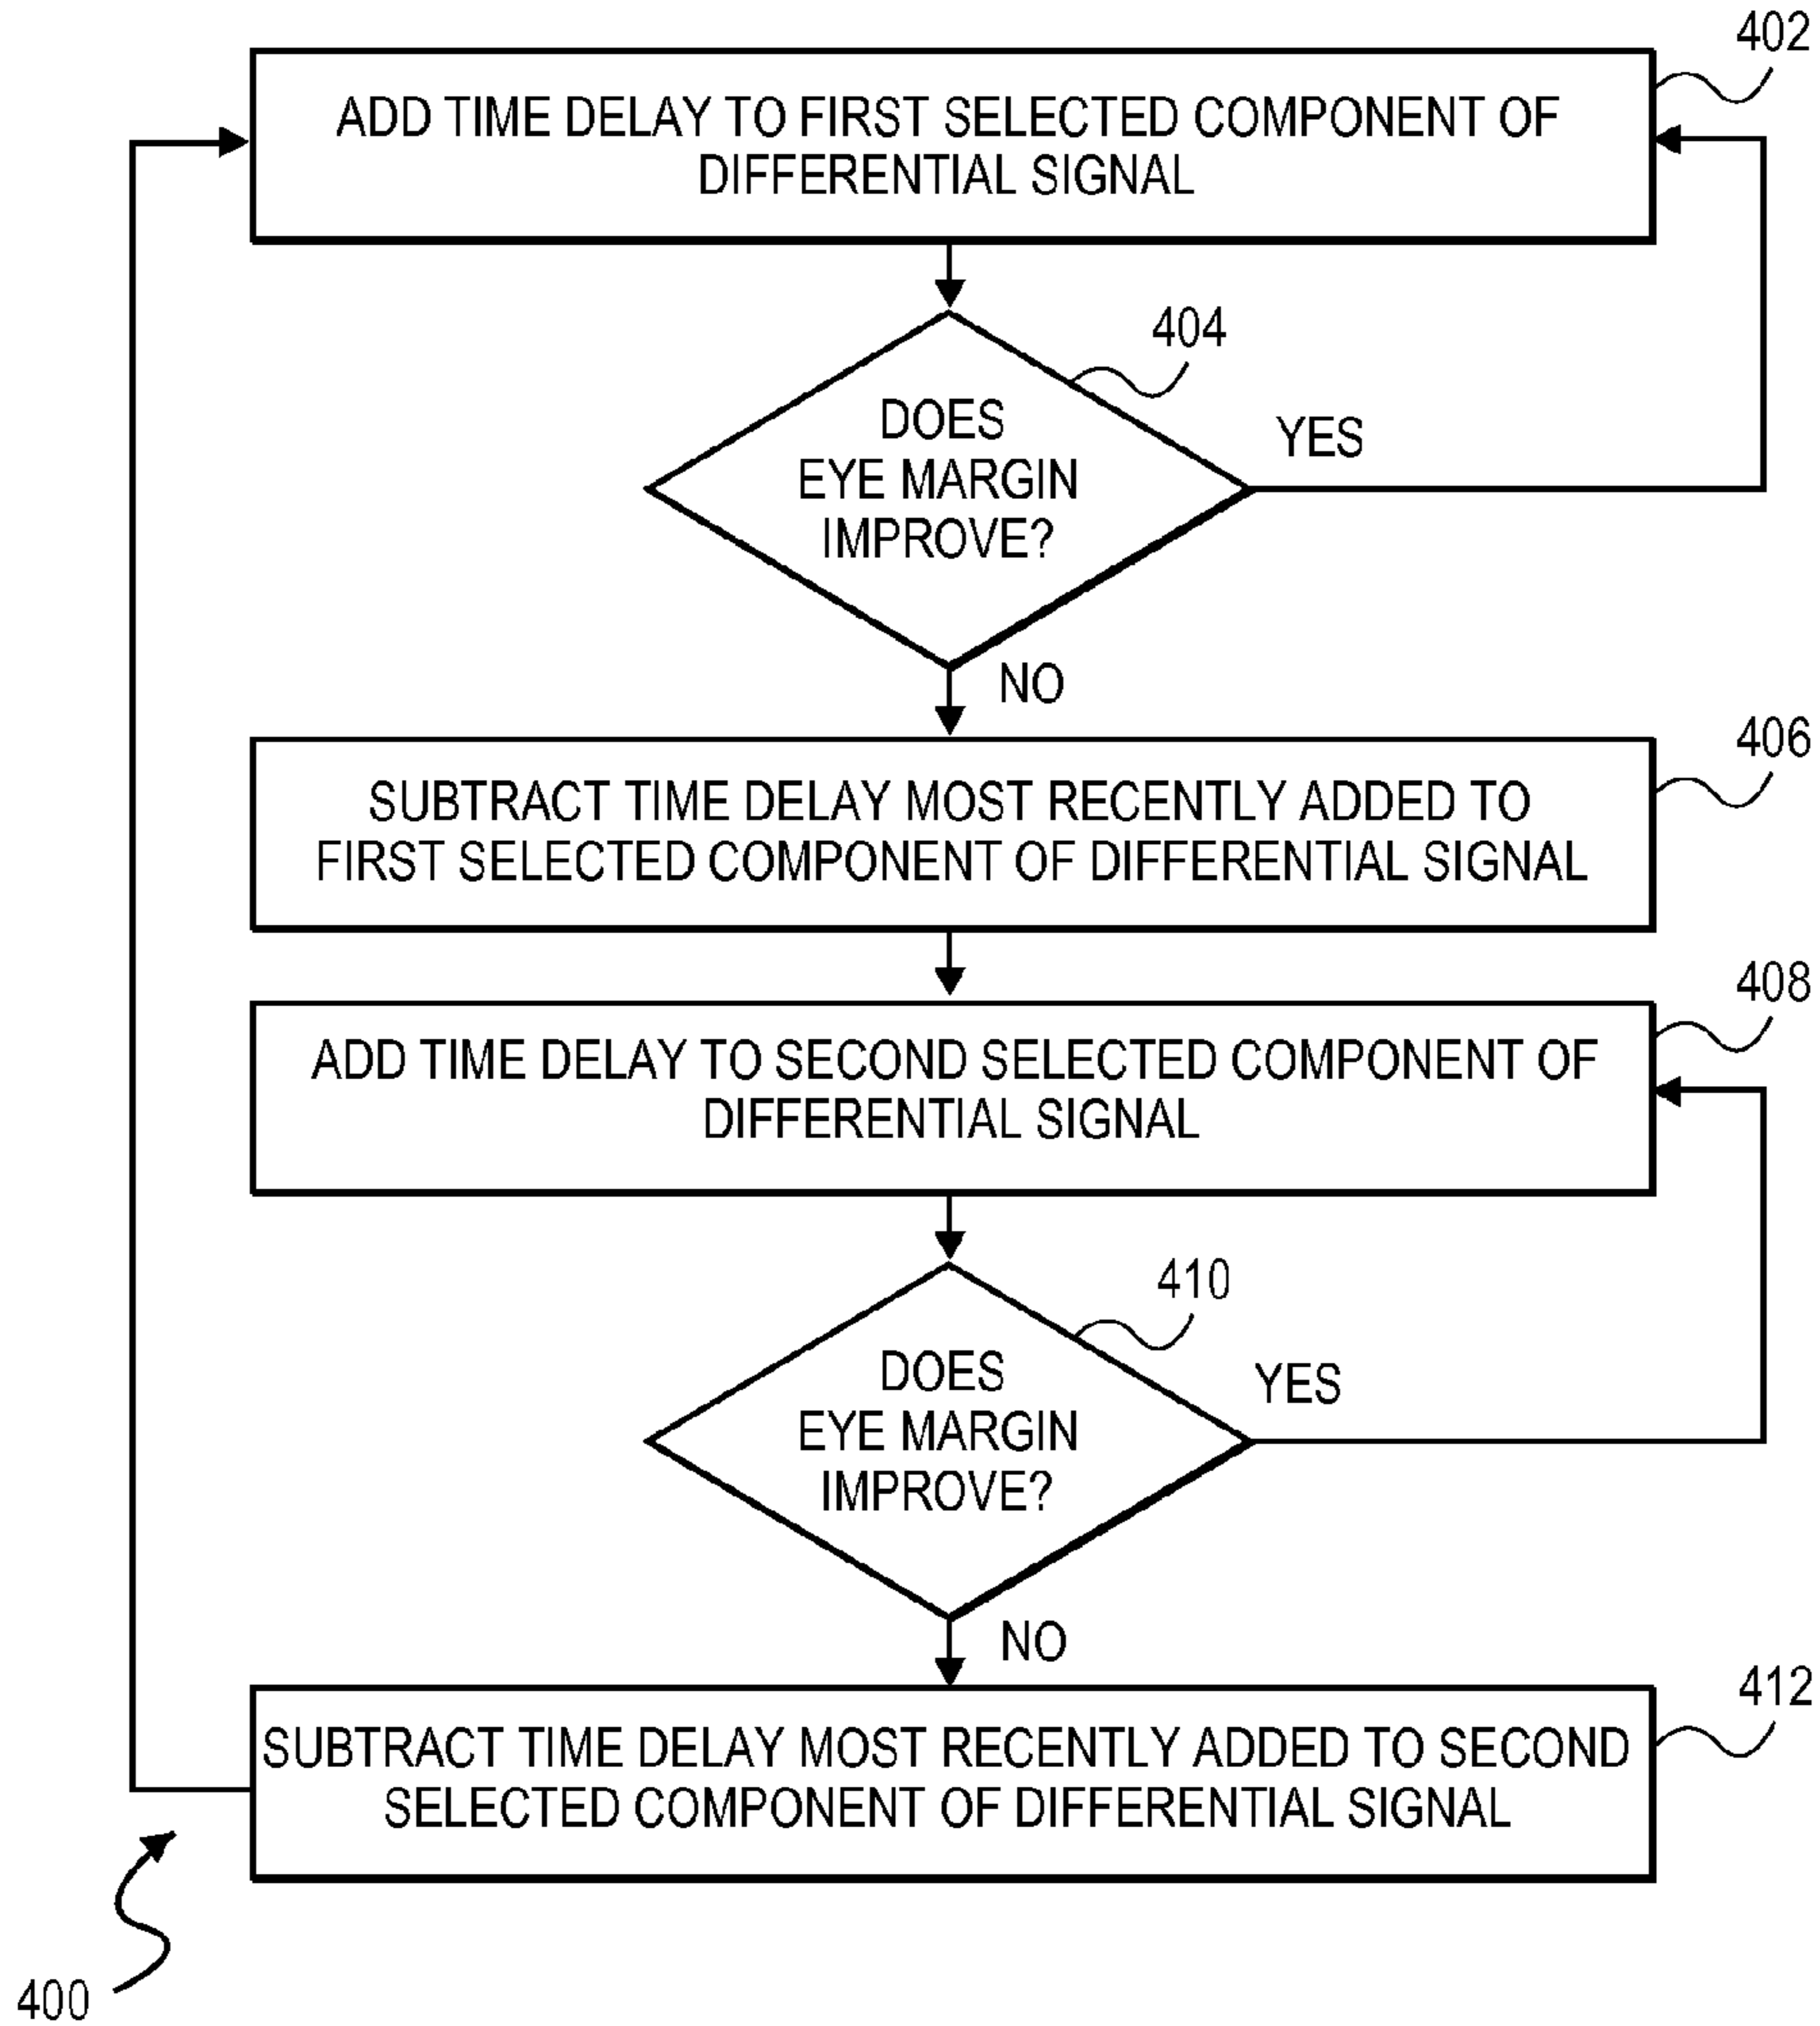 402
ADD TIME DELAY TO FIRST SELECTED COMPONENT OF
DIFFERENTIAL SIGNAL
404
DOES
EYE MARGIN
IMPROVE?
YES
NO
406
SUBTRACT TIME DELAY MOST RECENTLY ADDED TO
FIRST SELECTED COMPONENT OF DIFFERENTIAL SIGNAL
408
ADD TIME DELAY TO SECOND SELECTED COMPONENT OF
DIFFERENTIAL SIGNAL
410
DOES
EYE MARGIN
IMPROVE?
YES
NO
412
SUBTRACT TIME DELAY MOST RECENTLY ADDED TO SECOND
SELECTED COMPONENT OF DIFFERENTIAL SIGNAL
400